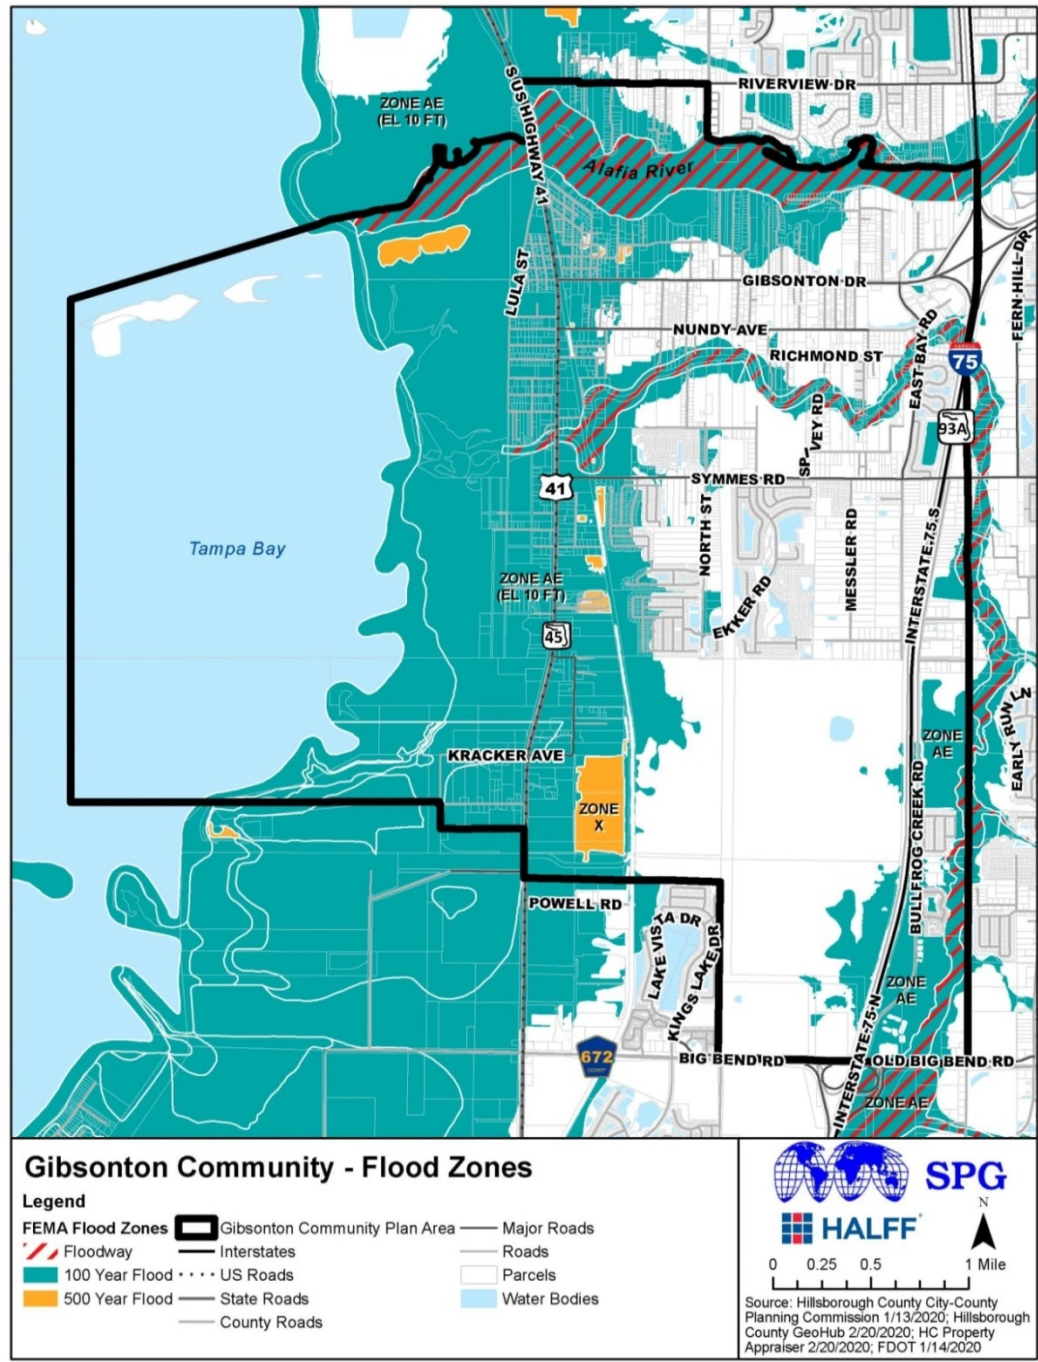 ZONE AE
(EL 10 FT)
S US HIGHWAY 41
RIVERVIEW DR
Alafia River
LULA ST
GIBSONTON DR
FERN HILL DR
NUNDY AVE
RICHMOND ST
EAST BAY RD
75
93A
SPIVEY RD
SYMMES RD
41
NORTH ST
MESSLER RD
INTERSTATE 75 S
Tampa Bay
ZONE AE
(EL 10 FT)
EKKER RD
45
KRACKER AVE
ZONE
AE
EARLY RUN LN
BULLFROG CREEK RD
ZONE
X
POWELL RD
LAKE VISTA DR
KINGS LAKE DR
ZONE
AE
INTERSTATE 75 N
672
COUNTY
BIG BEND RD
OLD BIG BEND RD
ZONE AE
Gibsonton Community - Flood Zones
Legend
FEMA Flood Zones
Floodway
100 Year Flood
500 Year Flood
Gibsonton Community Plan Area
Interstates
US Roads
State Roads
County Roads
Major Roads
Roads
Parcels
Water Bodies
SPG
HALFF
N
0 0.25 0.5 1 Mile
Source: Hillsborough County City-County
Planning Commission 1/13/2020; Hillsborough
County GeoHub 2/20/2020; HC Property
Appraiser 2/20/2020; FDOT 1/14/2020